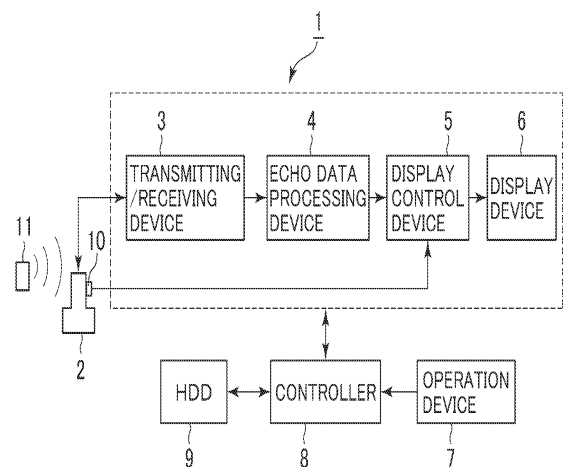 1
3
4
5
6
TRANSMITTING
/RECEIVING
DEVICE
ECHO DATA
PROCESSING
DEVICE
DISPLAY
CONTROL
DEVICE
DISPLAY
DEVICE
11
10
2
HDD
CONTROLLER
OPERATION
DEVICE
9
8
7